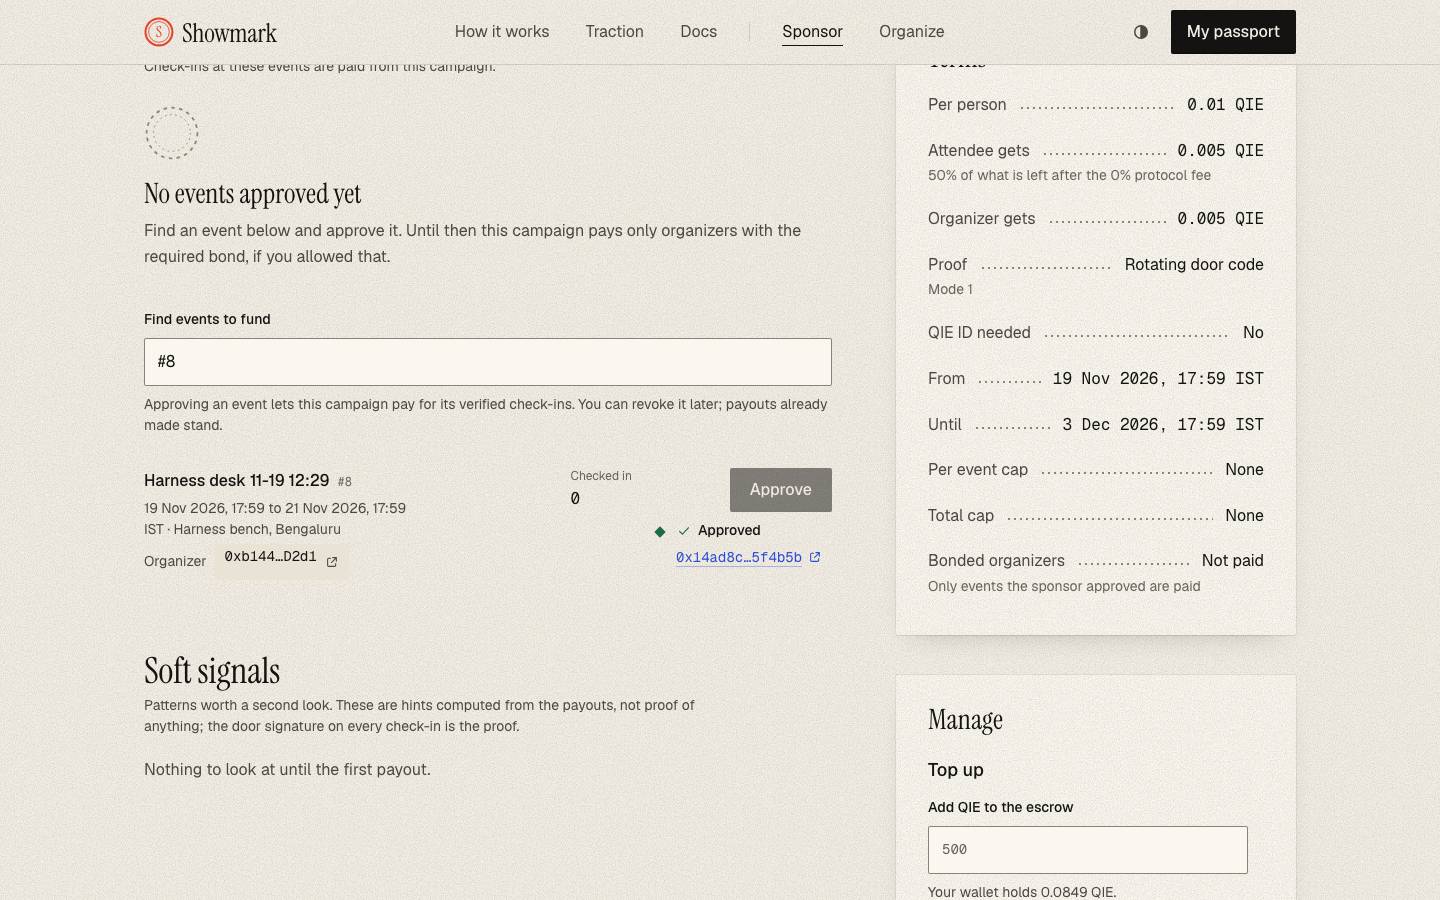 S Showmark
How it works
Traction
Docs
Sponsor
Organize
My passport
Check-ins at these events are paid from this campaign.
No events approved yet
Find an event below and approve it. Until then this campaign pays only organizers with the
required bond, if you allowed that.
Find events to fund
#8
Approving an event lets this campaign pay for its verified check-ins. You can revoke it later; payouts already
made stand.
Harness desk 11-19 12:29 #8
19 Nov 2026, 17:59 to 21 Nov 2026, 17:59
IST · Harness bench, Bengaluru
Organizer 0xb144…D2d1
Checked in
0
Approve
Approved
0x14ad8c…5f4b5b
Soft signals
Patterns worth a second look. These are hints computed from the payouts, not proof of
anything; the door signature on every check-in is the proof.
Nothing to look at until the first payout.
Terms
Per person 0.01 QIE
Attendee gets 0.005 QIE
50% of what is left after the 0% protocol fee
Organizer gets 0.005 QIE
Proof Rotating door code
Mode 1
QIE ID needed No
From 19 Nov 2026, 17:59 IST
Until 3 Dec 2026, 17:59 IST
Per event cap None
Total cap None
Bonded organizers Not paid
Only events the sponsor approved are paid
Manage
Top up
Add QIE to the escrow
500
Your wallet holds 0.0849 QIE.